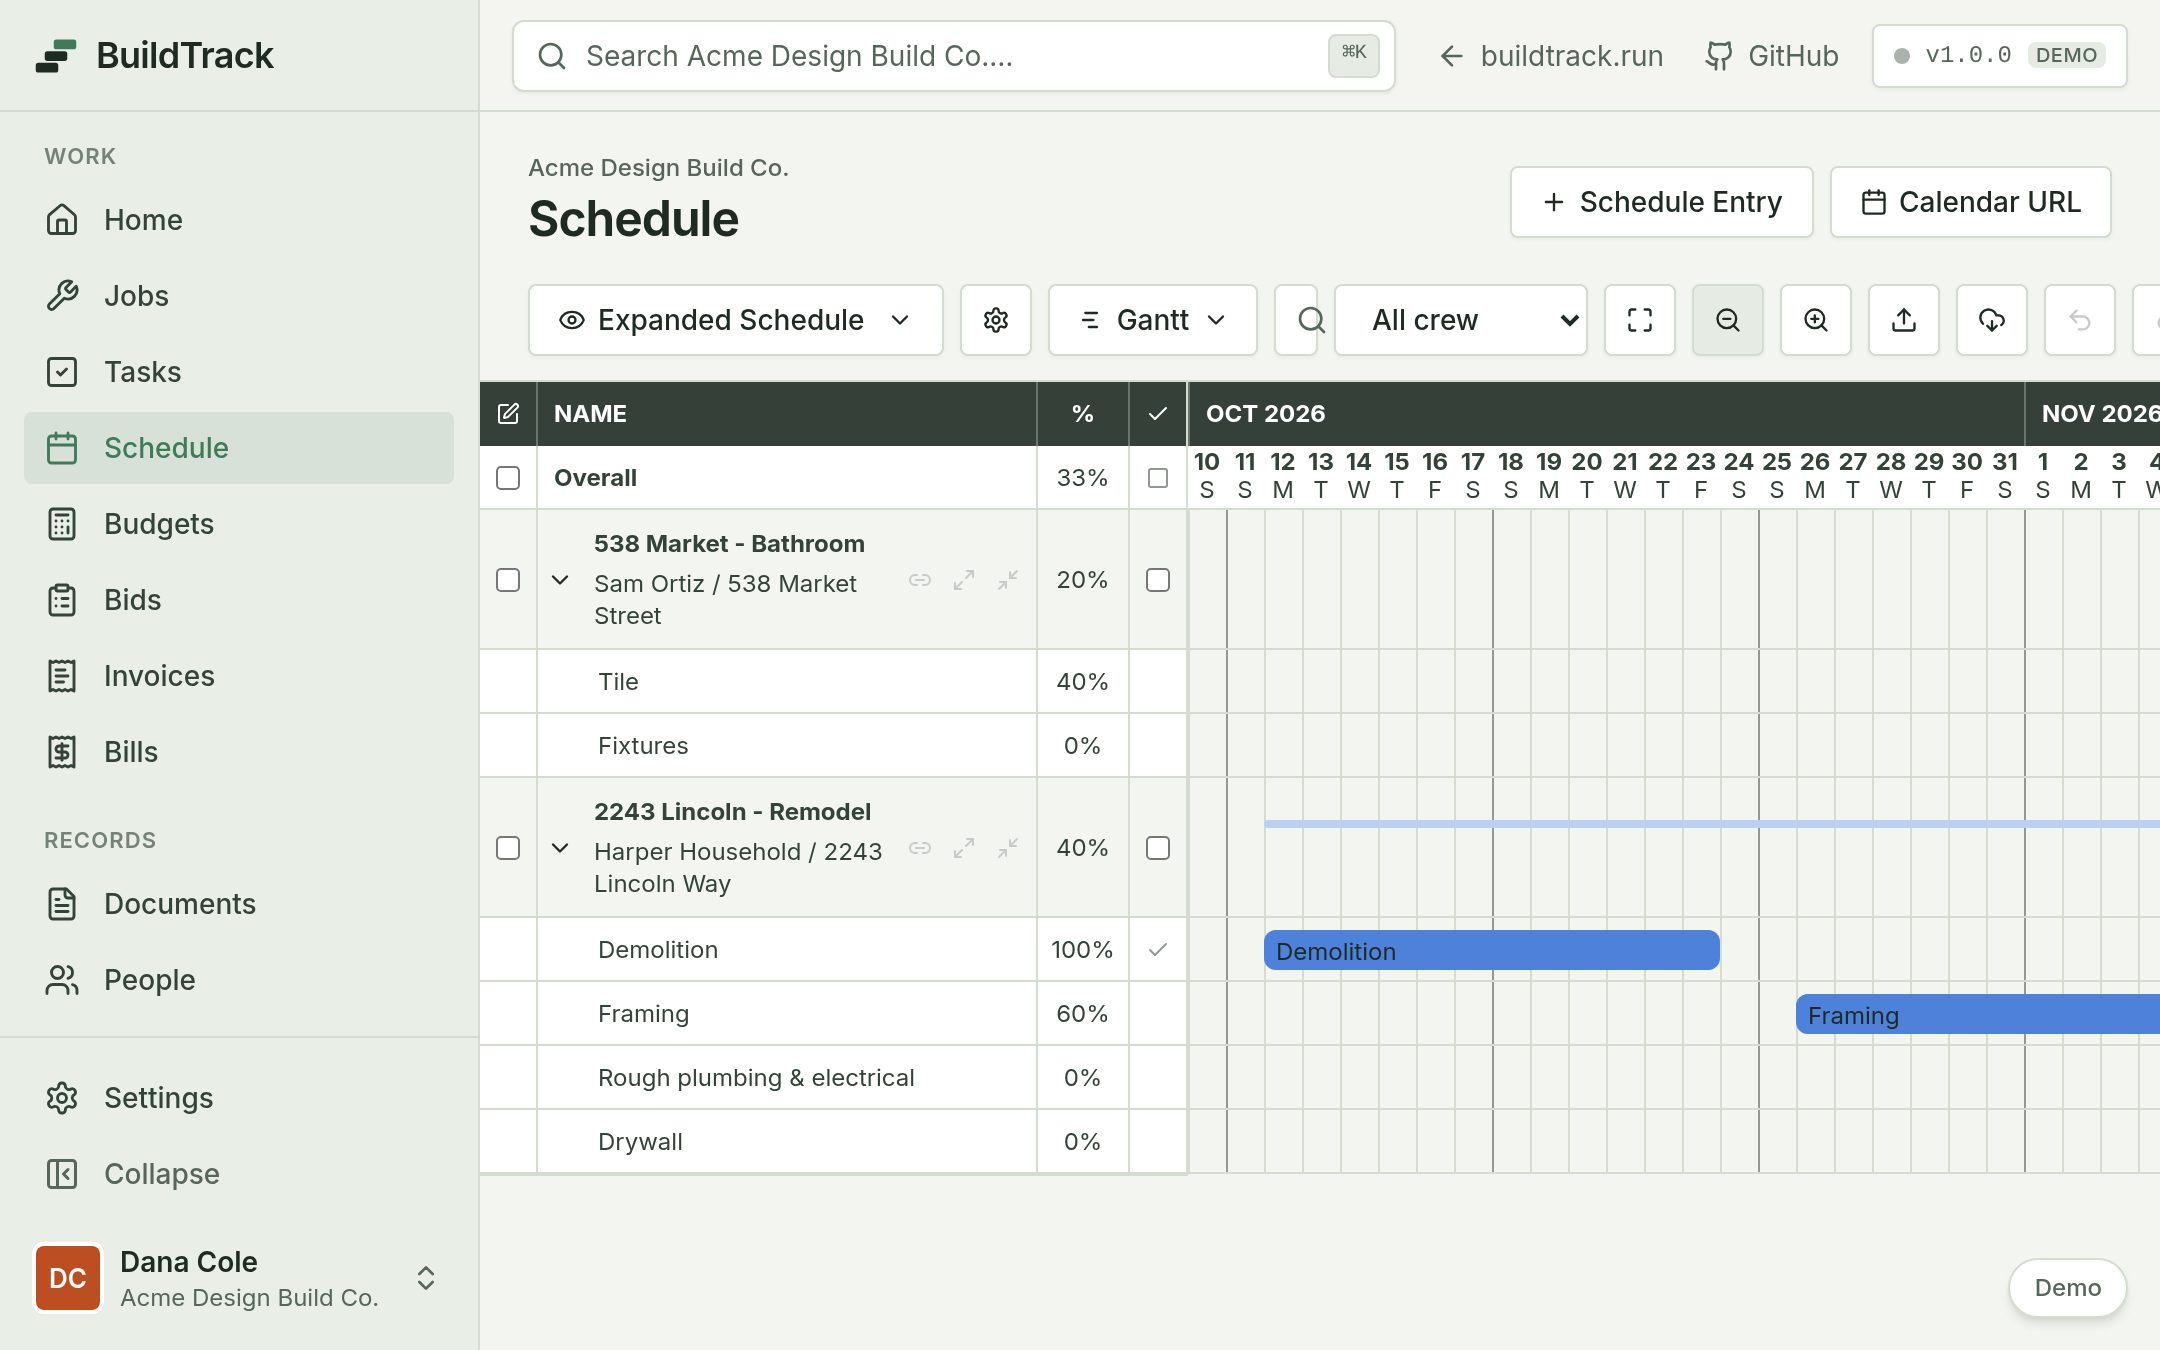 BuildTrack
Search Acme Design Build Co....
⌘K
buildtrack.run
GitHub
v1.0.0 DEMO
WORK
Home
Jobs
Tasks
Schedule
Budgets
Bids
Invoices
Bills
RECORDS
Documents
People
Settings
Collapse
DC
Dana Cole
Acme Design Build Co.
Acme Design Build Co.
Schedule
Schedule Entry
Calendar URL
Expanded Schedule
Gantt
All crew
NAME % OCT 2026 NOV 2026
Overall 33%
10 11 12 13 14 15 16 17 18 19 20 21 22 23 24 25 26 27 28 29 30 31 1 2 3 4
S S M T W T F S S M T W T F S S M T W T F S S M T W
538 Market - Bathroom
Sam Ortiz / 538 Market
Street
20%
Tile 40%
Fixtures 0%
2243 Lincoln - Remodel
Harper Household / 2243
Lincoln Way
40%
Demolition 100% Demolition
Framing 60% Framing
Rough plumbing & electrical 0%
Drywall 0%
Demo